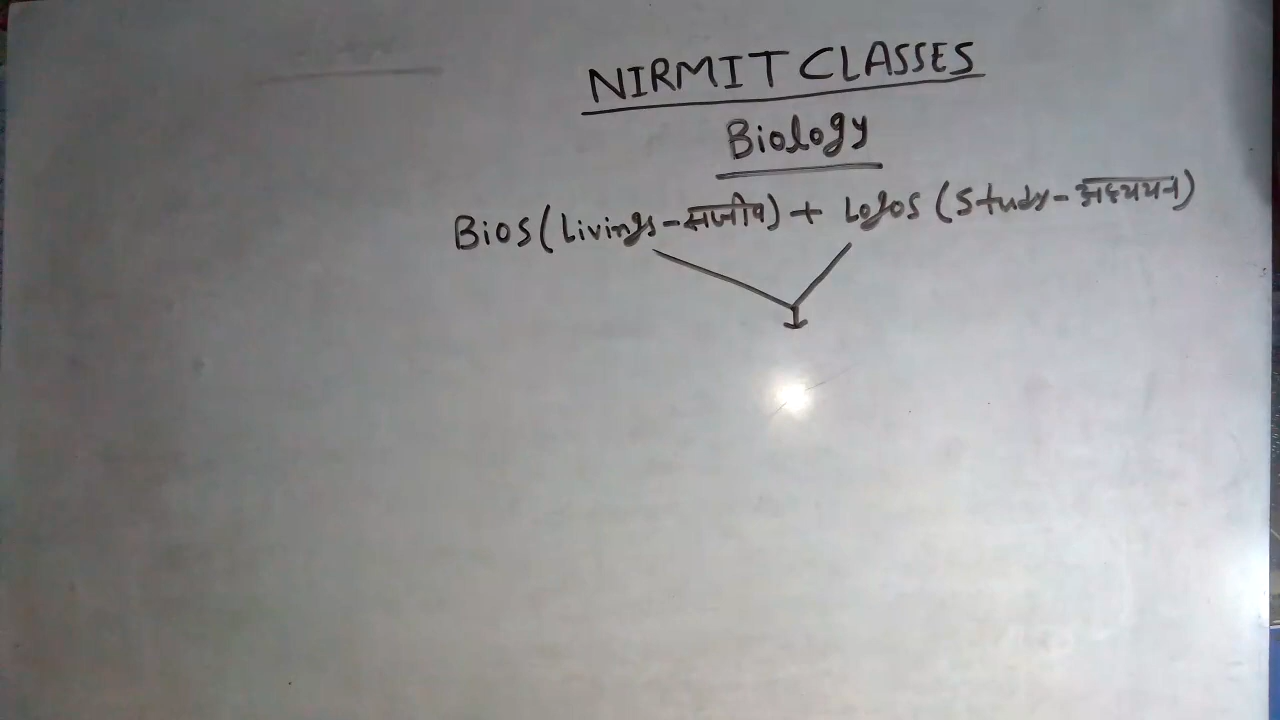 NIRMIT CLASSES
Biology
Bios (Livings - सजीव) + Logos (Study - अध्ययन)